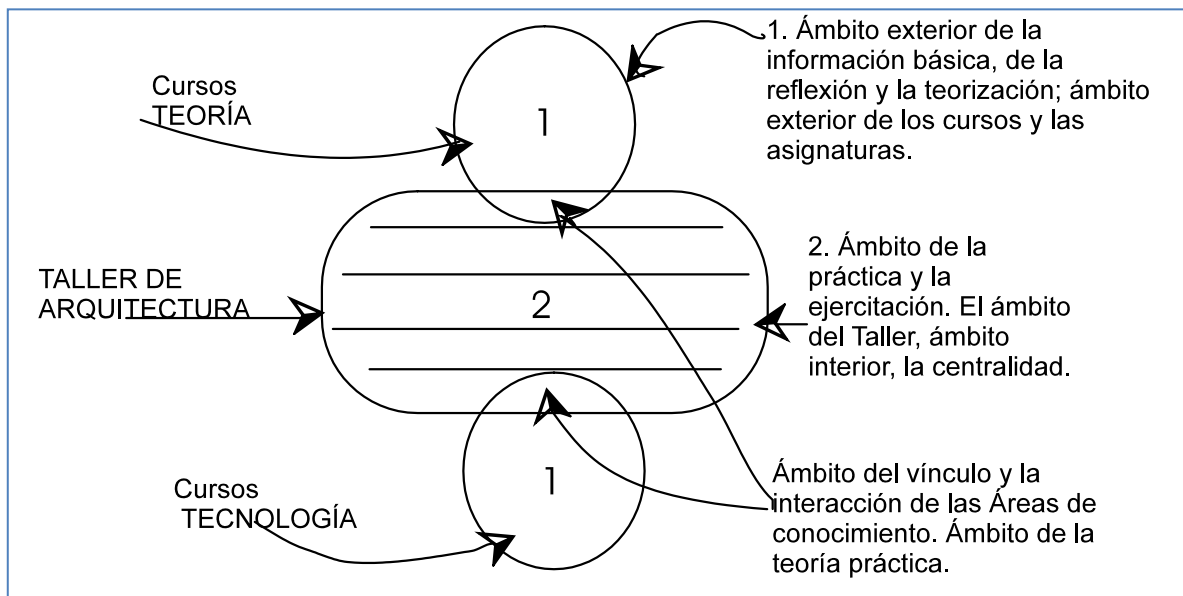 Cursos
TEORÍA
1
1. Ámbito exterior de la
información básica, de la
reflexión y la teorización; ámbito
exterior de los cursos y las
asignaturas.
TALLER DE
ARQUITECTURA
2
2. Ámbito de la
práctica y la
ejercitación. El ámbito
del Taller, ámbito
interior, la centralidad.
Cursos
TECNOLOGÍA
1
Ámbito del vínculo y la
interacción de las Áreas de
conocimiento. Ámbito de la
teoría práctica.